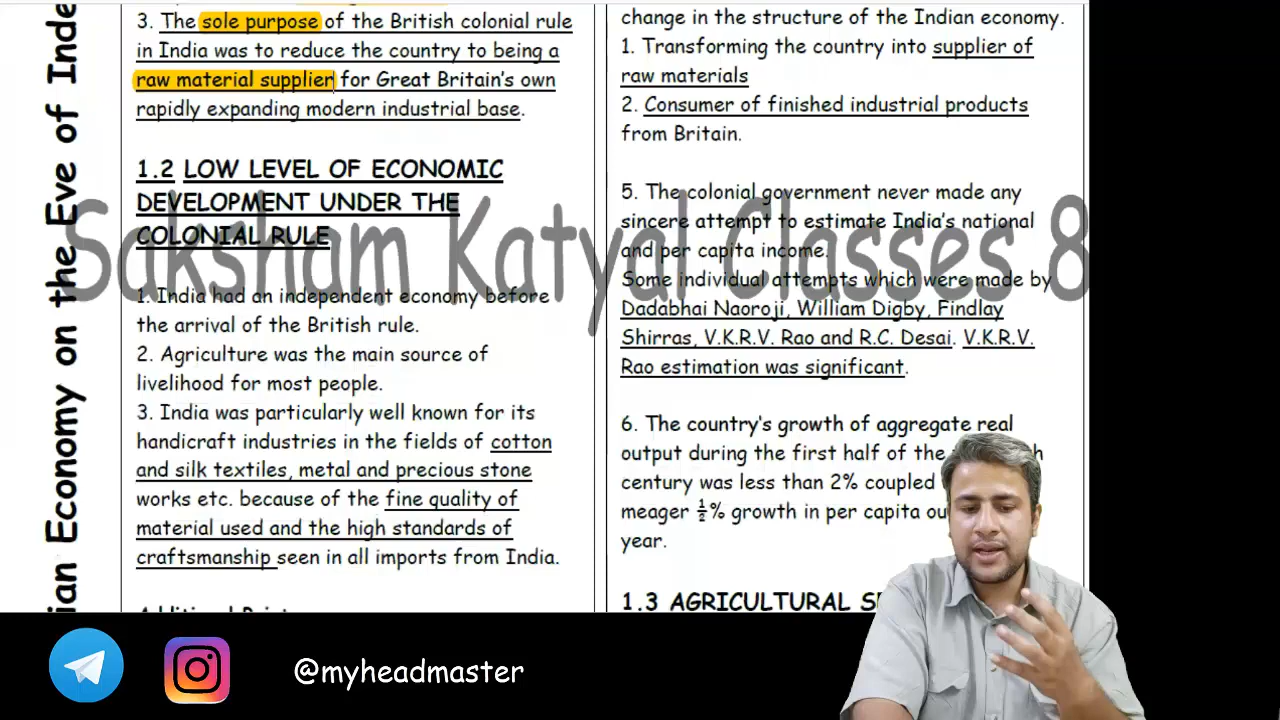 ian Economy on the Eve of Inde
3. The sole purpose of the British colonial rule
in India was to reduce the country to being a
raw material supplier for Great Britain's own
rapidly expanding modern industrial base.
1.2 LOW LEVEL OF ECONOMIC
DEVELOPMENT UNDER THE
COLONIAL RULE
1. India had an independent economy before
the arrival of the British rule.
2. Agriculture was the main source of
livelihood for most people.
3. India was particularly well known for its
handicraft industries in the fields of cotton
and silk textiles, metal and precious stone
works etc. because of the fine quality of
material used and the high standards of
craftsmanship seen in all imports from India.
change in the structure of the Indian economy.
1. Transforming the country into supplier of
raw materials
2. Consumer of finished industrial products
from Britain.
5. The colonial government never made any
sincere attempt to estimate India's national
and per capita income.
Some individual attempts which were made by
Dadabhai Naoroji, William Digby, Findlay
Shirras, V.K.R.V. Rao and R.C. Desai. V.K.R.V.
Rao estimation was significant.
6. The country's growth of aggregate real
output during the first half of the
century was less than 2% coupled
meager ½% growth in per capita ou
year.
1.3 AGRICULTURAL SE
Saksham Katyal Classes 8
@myheadmaster